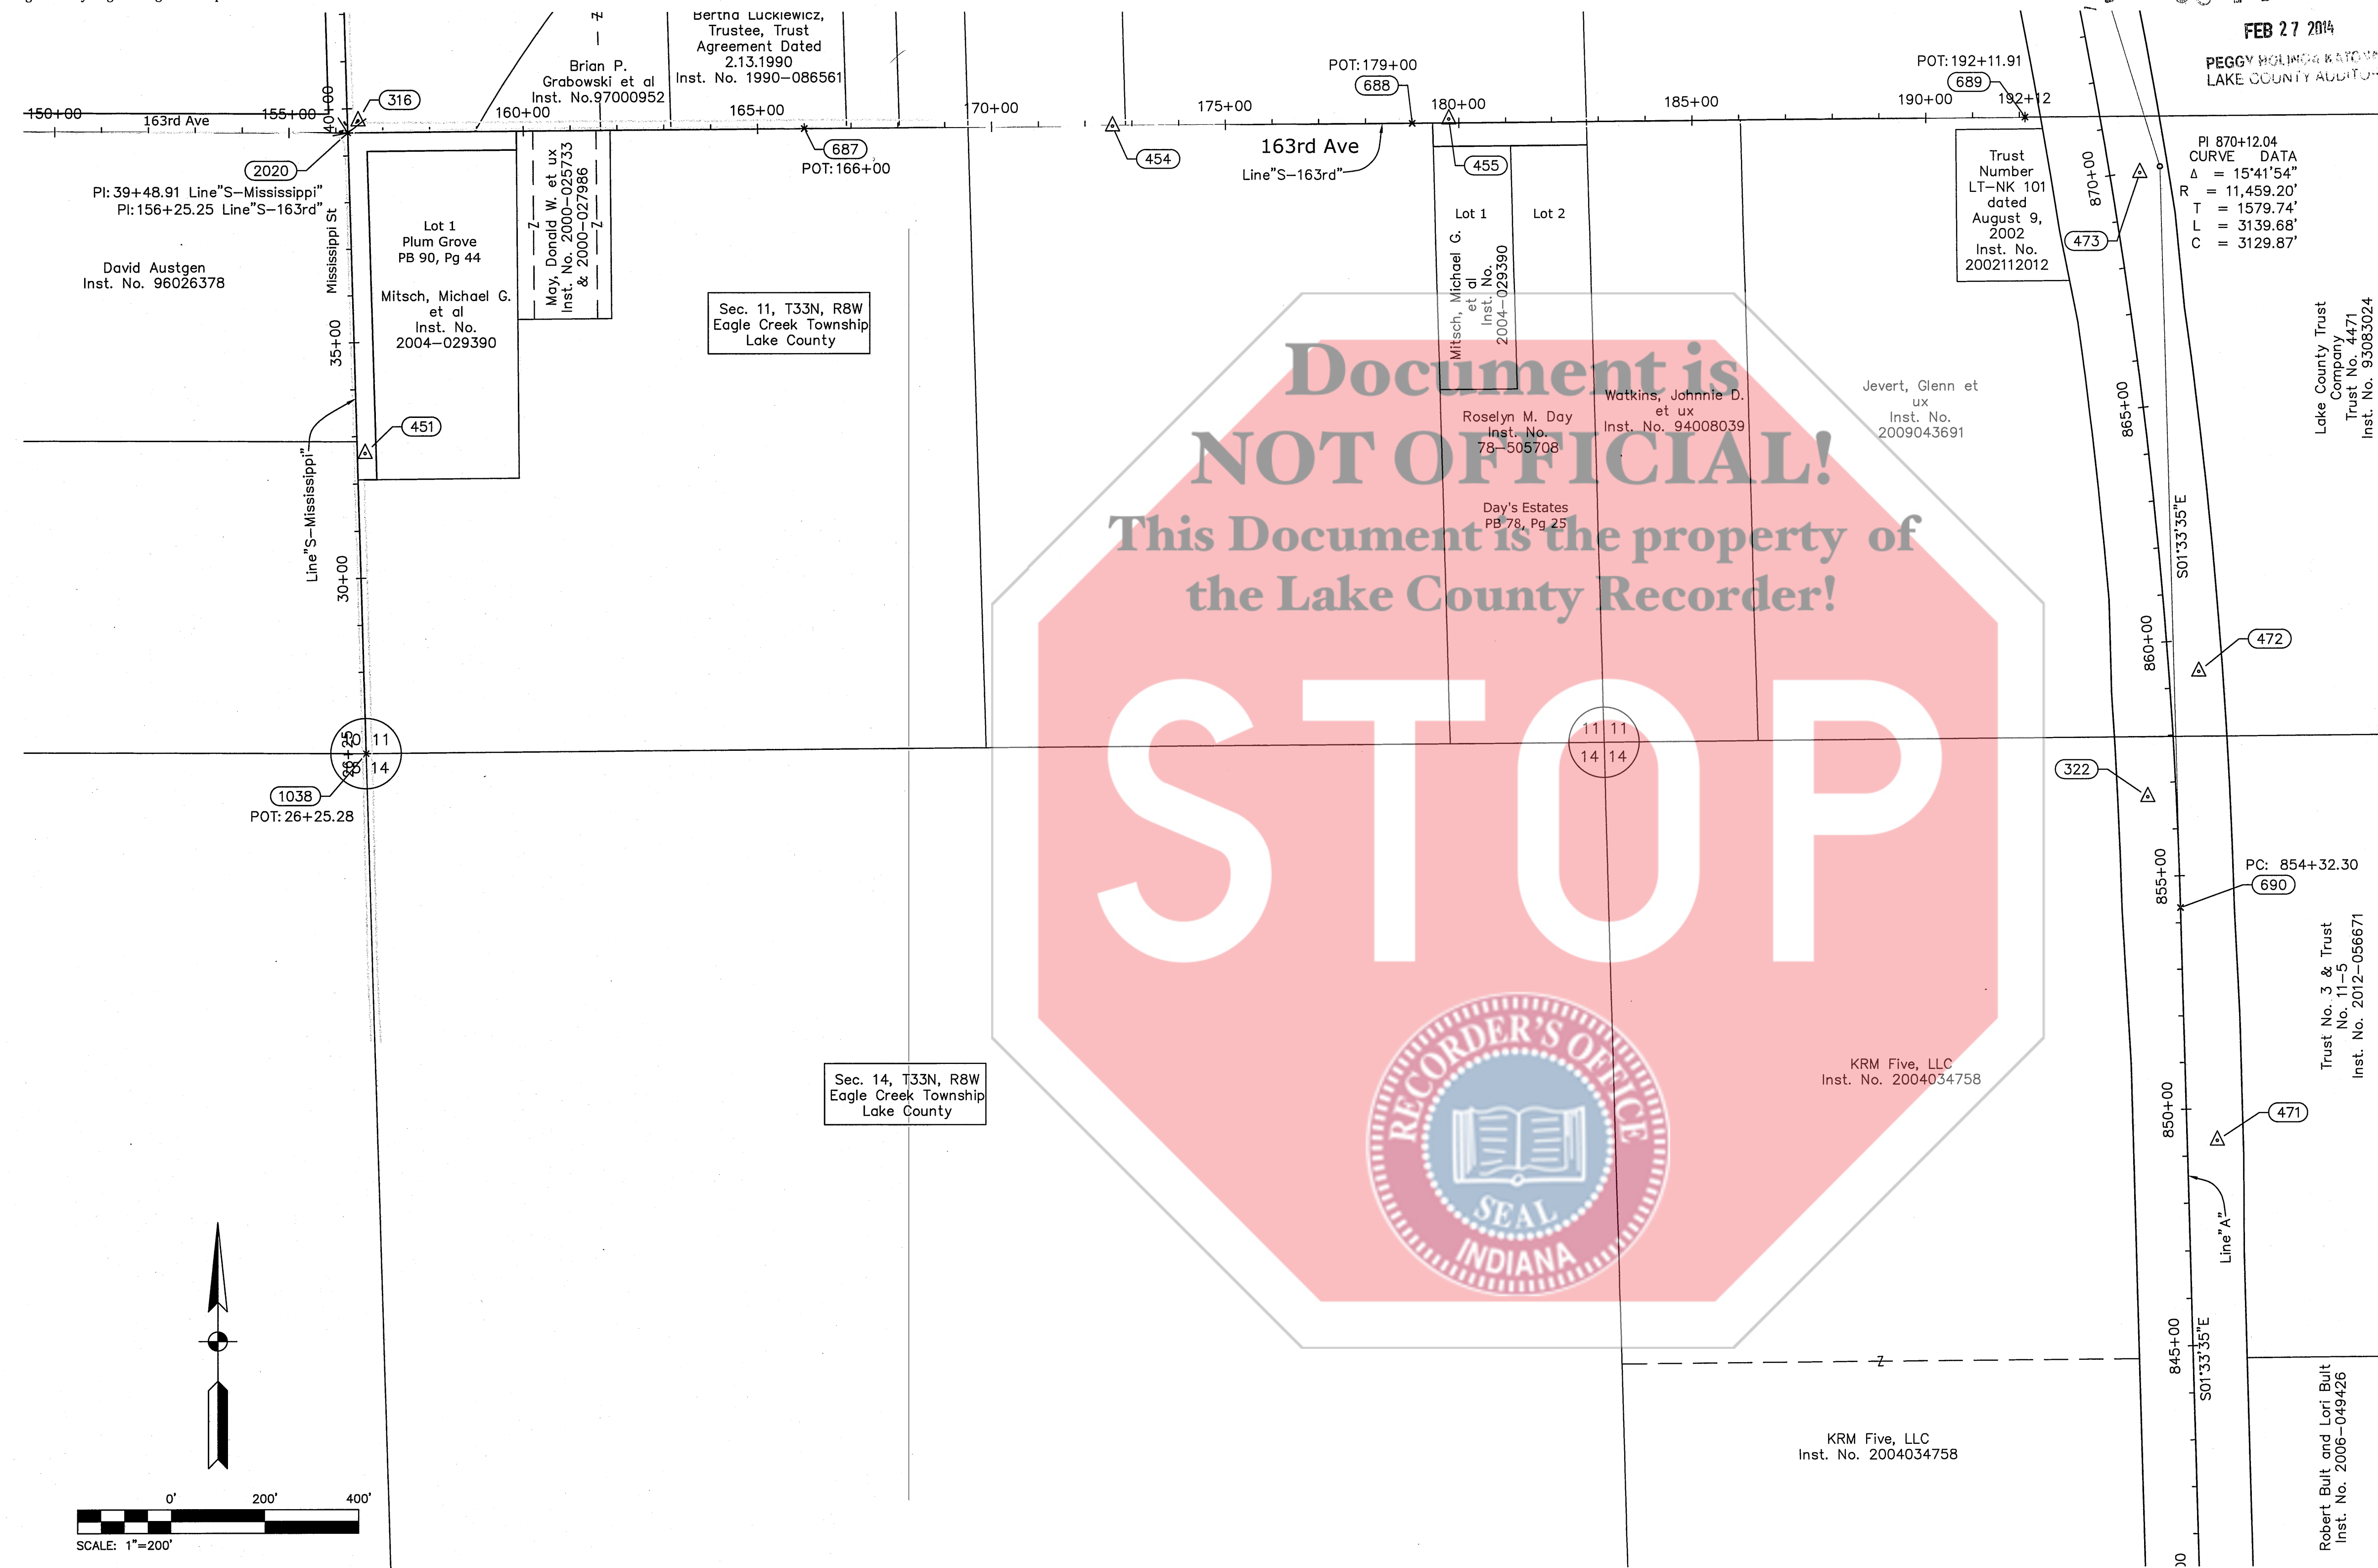 FEB 27 2014
PEGGY HOLINGA KATONA
LAKE COUNTY AUDITOR
Bertha Luckiewicz,
Trustee, Trust
Agreement Dated
2.13.1990
Inst. No. 1990-086561
Brian P.
Grabowski et al
Inst. No.97000952
Z
150+00
163rd Ave
155+00
40+00
316
160+00
165+00
170+00
175+00
180+00
185+00
190+00
192+12
POT:179+00
688
POT:192+11.91
689
2020
PI:39+48.91 Line"S-Mississippi"
PI:156+25.25 Line"S-163rd"
687
POT:166+00
454
163rd Ave
Line"S-163rd"
455
Trust
Number
LT-NK 101
dated
August 9,
2002
Inst. No.
2002112012
473
870+00
PI 870+12.04
CURVE DATA
Δ = 15°41'54"
R = 11,459.20'
T = 1579.74'
L = 3139.68'
C = 3129.87'
David Austgen
Inst. No. 96026378
Mississippi St
Lot 1
Plum Grove
PB 90, Pg 44
Mitsch, Michael G.
et al
Inst. No.
2004-029390
May, Donald W. et ux
Inst. No. 2000-025733
& 2000-027986
Z
Z
Sec. 11, T33N, R8W
Eagle Creek Township
Lake County
Lot 1
Lot 2
Mitsch, Michael G.
et al
Inst. No.
2004-029390
Lake County Trust
Company
Trust No. 4471
Inst. No. 93083024
35+00
451
Line"S-Mississippi"
30+00
Document is
NOT OFFICIAL!
This Document is the property of
the Lake County Recorder!
STOP
Roselyn M. Day
Inst. No.
78-505708
Day's Estates
PB 78, Pg 25
Watkins, Johnnie D.
et ux
Inst. No. 94008039
Jevert, Glenn et
ux
Inst. No.
2009043691
865+00
S01°33'35"E
860+00
472
26+25
11
14
1038
POT:26+25.28
11 11
14 14
322
855+00
PC: 854+32.30
690
Trust No. 3 & Trust
No. 11-5
Inst. No. 2012-056671
Sec. 14, T33N, R8W
Eagle Creek Township
Lake County
RECORDER'S OFFICE
SEAL
INDIANA
KRM Five, LLC
Inst. No. 2004034758
850+00
471
Line"A"
845+00
S01°33'35"E
Z
KRM Five, LLC
Inst. No. 2004034758
Robert Bult and Lori Bult
Inst. No. 2006-049426
0' 200' 400'
SCALE: 1"=200'